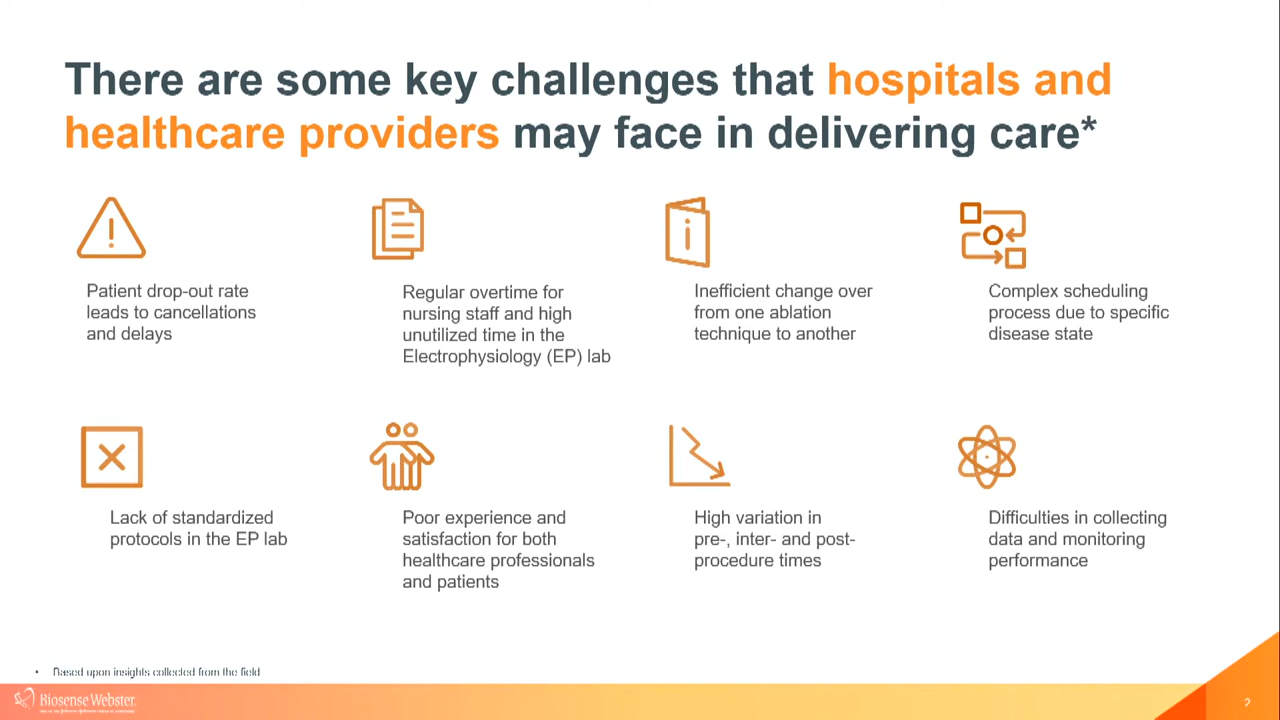 There are some key challenges that hospitals and
healthcare providers may face in delivering care*
Patient drop-out rate
leads to cancellations
and delays
Regular overtime for
nursing staff and high
unutilized time in the
Electrophysiology (EP) lab
Inefficient change over
from one ablation
technique to another
Complex scheduling
process due to specific
disease state
Lack of standardized
protocols in the EP lab
Poor experience and
satisfaction for both
healthcare professionals
and patients
High variation in
pre-, inter- and post-
procedure times
Difficulties in collecting
data and monitoring
performance
• Based upon insights collected from the field
Biosense Webster
2